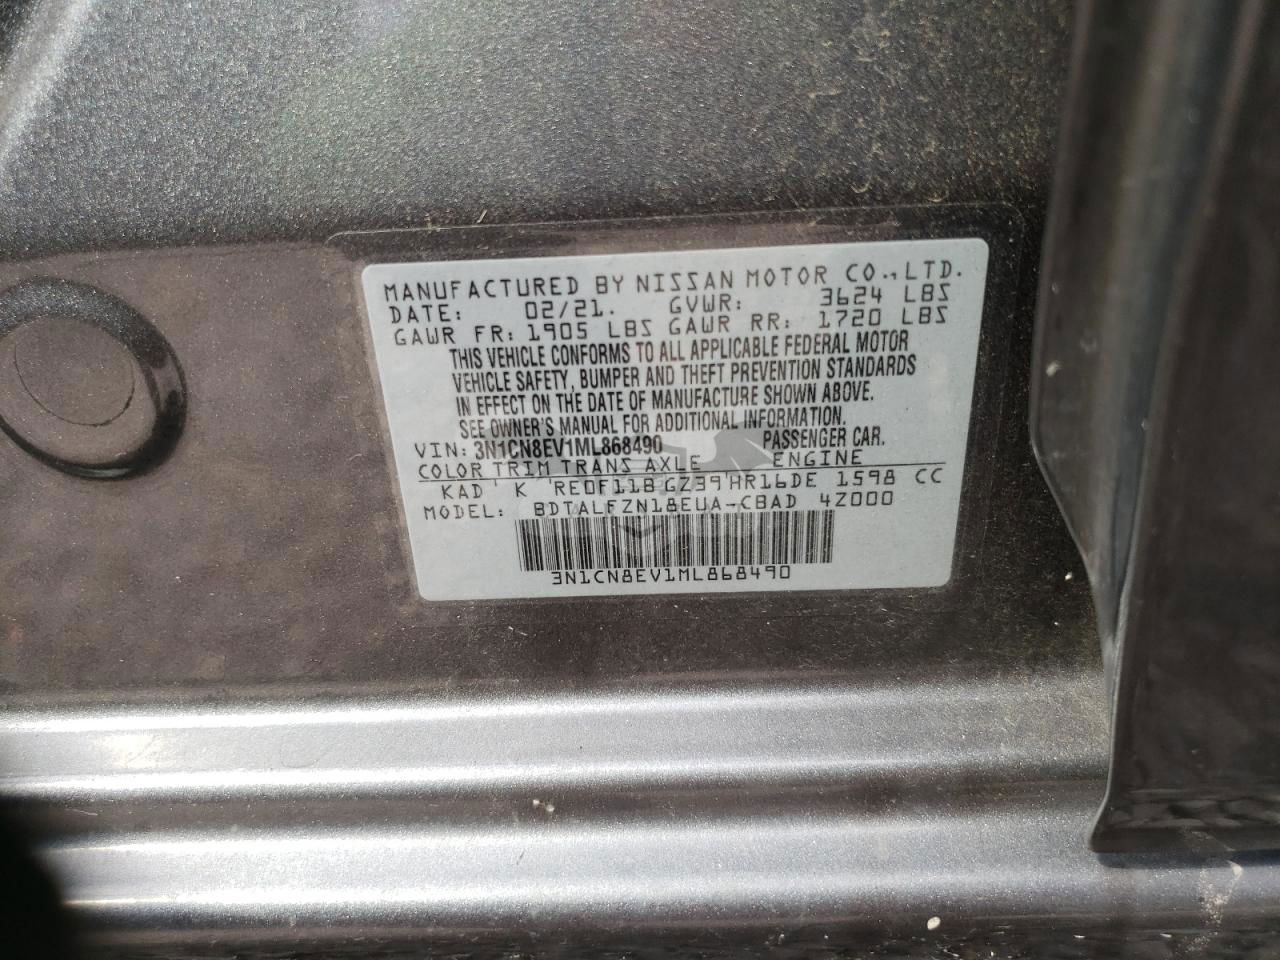 MANUFACTURED BY NISSAN MOTOR CO., LTD.
DATE: 02/21. GVWR: 3624 LBS
GAWR FR: 1905 LBS GAWR RR: 1720 LBS
THIS VEHICLE CONFORMS TO ALL APPLICABLE FEDERAL MOTOR
VEHICLE SAFETY, BUMPER AND THEFT PREVENTION STANDARDS
IN EFFECT ON THE DATE OF MANUFACTURE SHOWN ABOVE.
SEE OWNER'S MANUAL FOR ADDITIONAL INFORMATION.
VIN: 3N1CN8EV1ML868490 PASSENGER CAR.
COLOR TRIM TRANS AXLE ENGINE
KAD ' K ' RE0F11B GZ39 ' HR16DE 1598 CC
MODEL: BDTALFZN18EUA-CBAD 4Z000
3N1CN8EV1ML868490